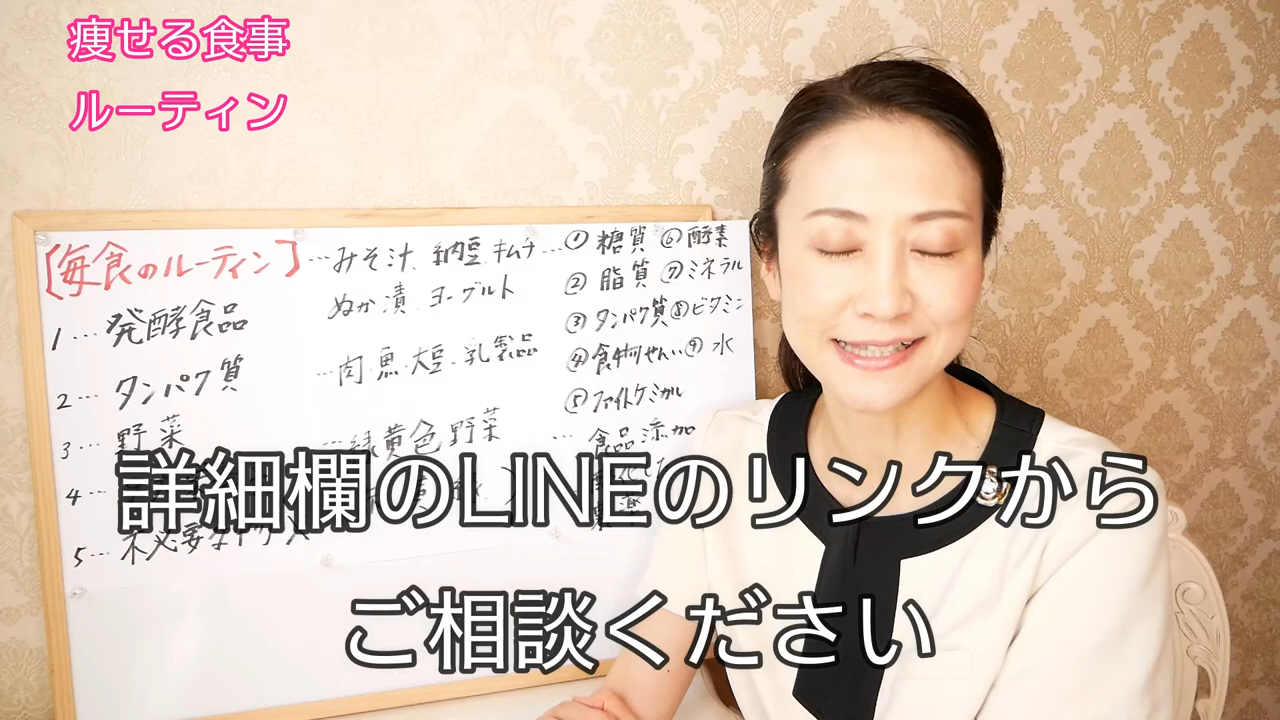 痩せる食事
ルーティン
[毎食のルーティン]
1… 発酵食品 …みそ汁 納豆 キムチ…
ぬか漬 ヨーグルト
2… タンパク質 …肉 魚 大豆 乳製品
3… 野菜 …緑黄色野菜 …
4…
5… 不必要な
① 糖質 ⑥ 酵素
② 脂質 ⑦ ミネラル
③ タンパク質 ⑧ ビタミン
④ 食物せんい ⑨ 水
⑤ ファイトケミカル
食品添加
詳細欄のLINEのリンクから
ご相談ください